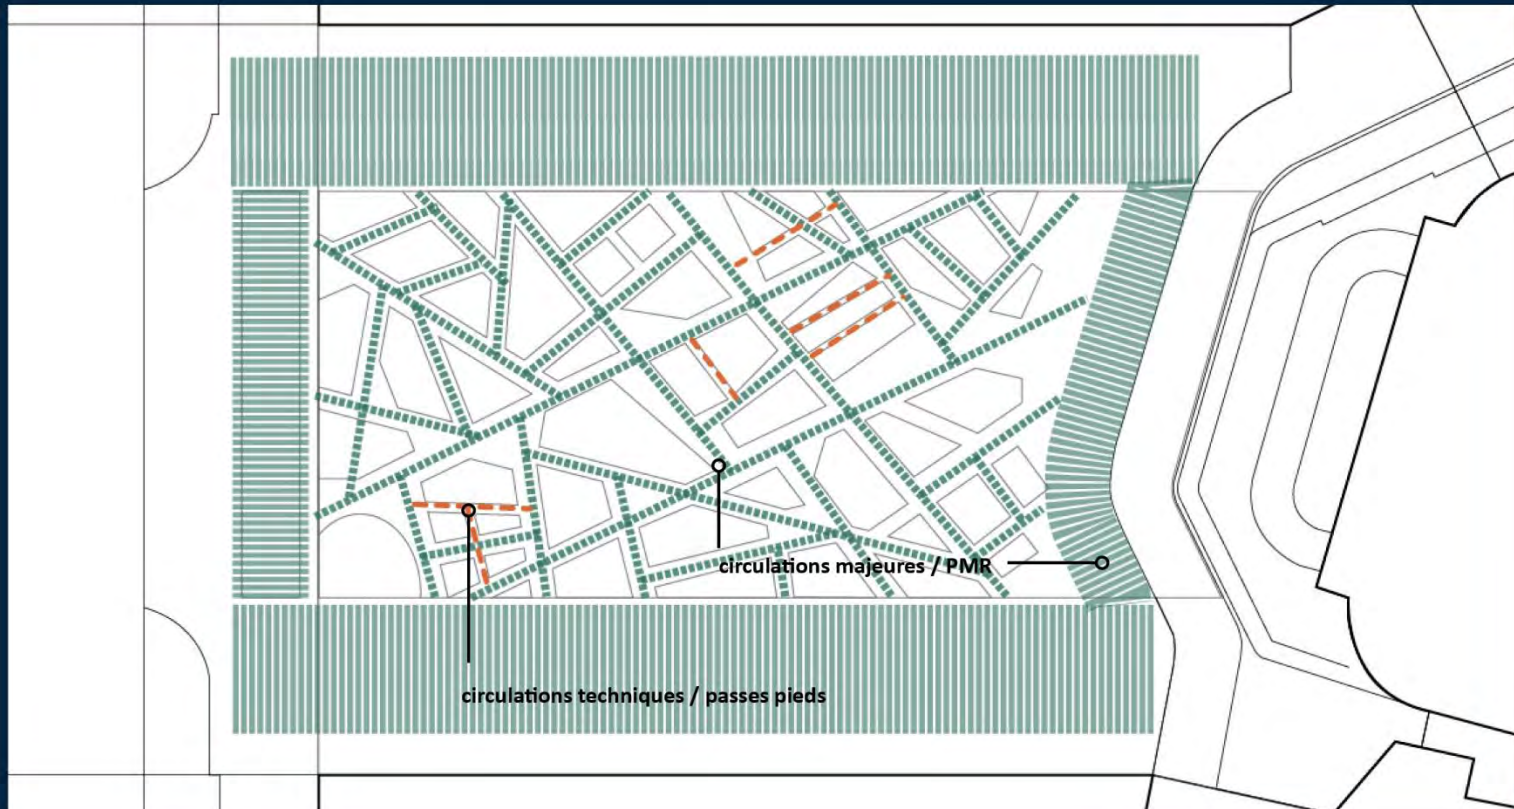 circulations majeures / PMR
circulations techniques / passes pieds